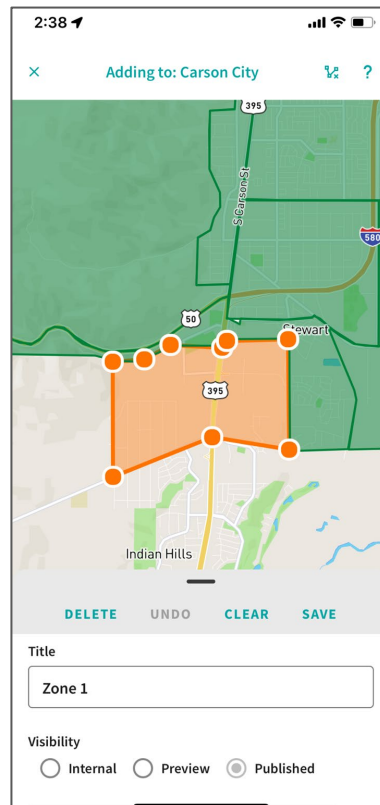 2:38
Adding to: Carson City
?
395
S Carson St
580
50
Stewart
395
Indian Hills
DELETE UNDO CLEAR SAVE
Title
Zone 1
Visibility
Internal Preview Published